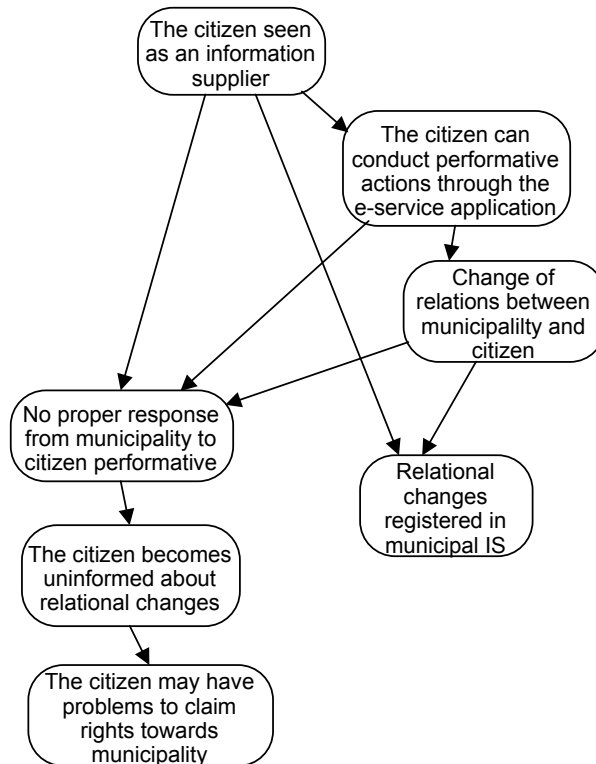 The citizen seen
as an information
supplier
The citizen can
conduct performative
actions through the
e-service application
Change of
relations between
municipalilty and
citizen
No proper response
from municipality to
citizen performative
Relational
changes
registered in
municipal IS
The citizen becomes
uninformed about
relational changes
The citizen may have
problems to claim
rights towards
municipality